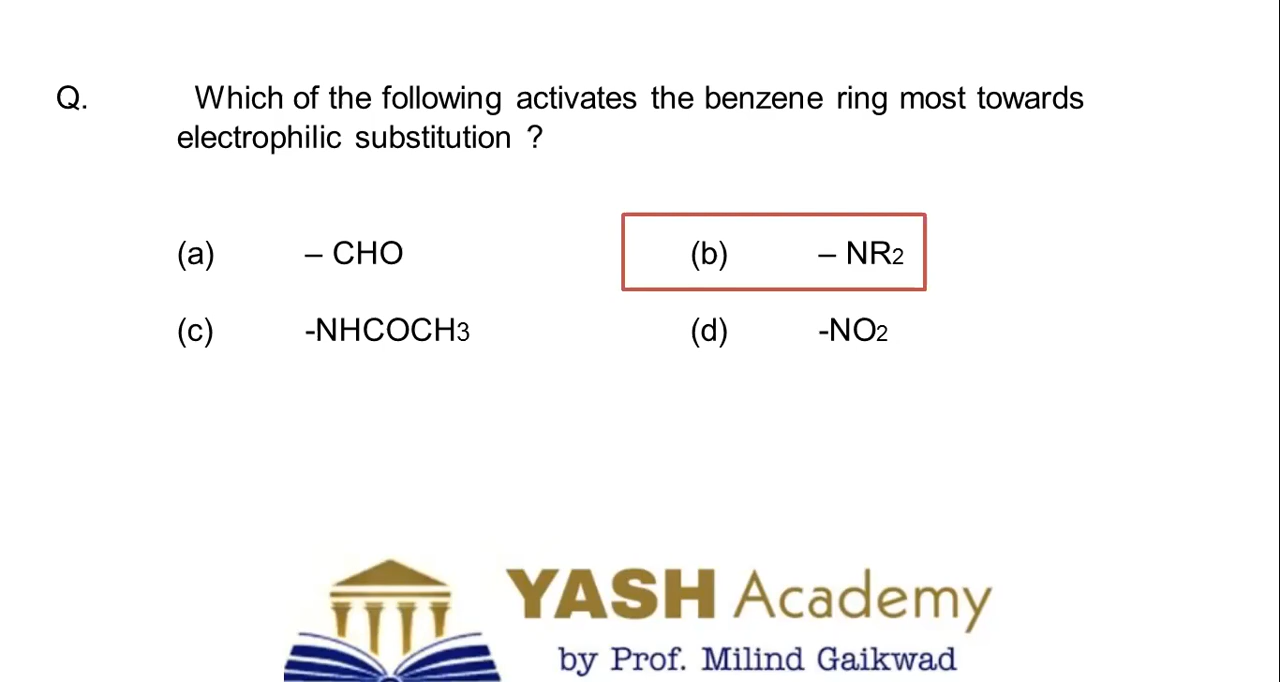 Q. Which of the following activates the benzene ring most towards
electrophilic substitution ?
(a) – CHO (b) – NR2
(c) -NHCOCH3 (d) -NO2
YASH Academy
by Prof. Milind Gaikwad